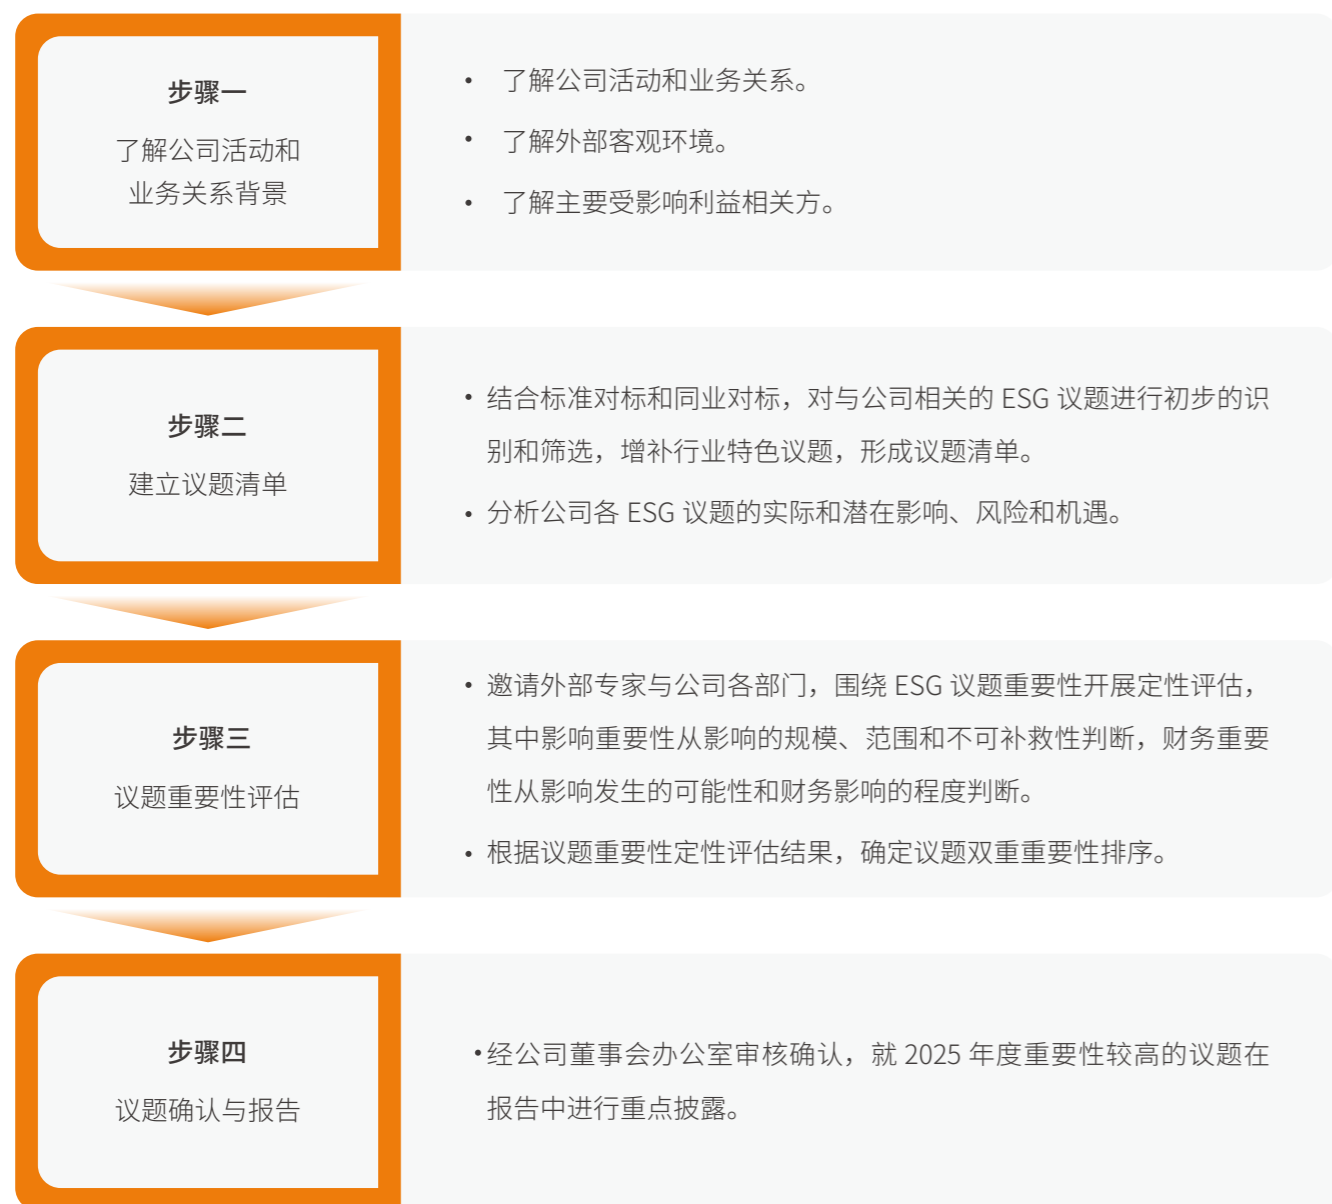 步骤一
了解公司活动和
业务关系背景
• 了解公司活动和业务关系。
• 了解外部客观环境。
• 了解主要受影响利益相关方。
步骤二
建立议题清单
• 结合标准对标和同业对标，对与公司相关的 ESG 议题进行初步的识
别和筛选，增补行业特色议题，形成议题清单。
• 分析公司各 ESG 议题的实际和潜在影响、风险和机遇。
步骤三
议题重要性评估
• 邀请外部专家与公司各部门，围绕 ESG 议题重要性开展定性评估，
其中影响重要性从影响的规模、范围和不可补救性判断，财务重要
性从影响发生的可能性和财务影响的程度判断。
• 根据议题重要性定性评估结果，确定议题双重重要性排序。
步骤四
议题确认与报告
•经公司董事会办公室审核确认，就 2025 年度重要性较高的议题在
报告中进行重点披露。